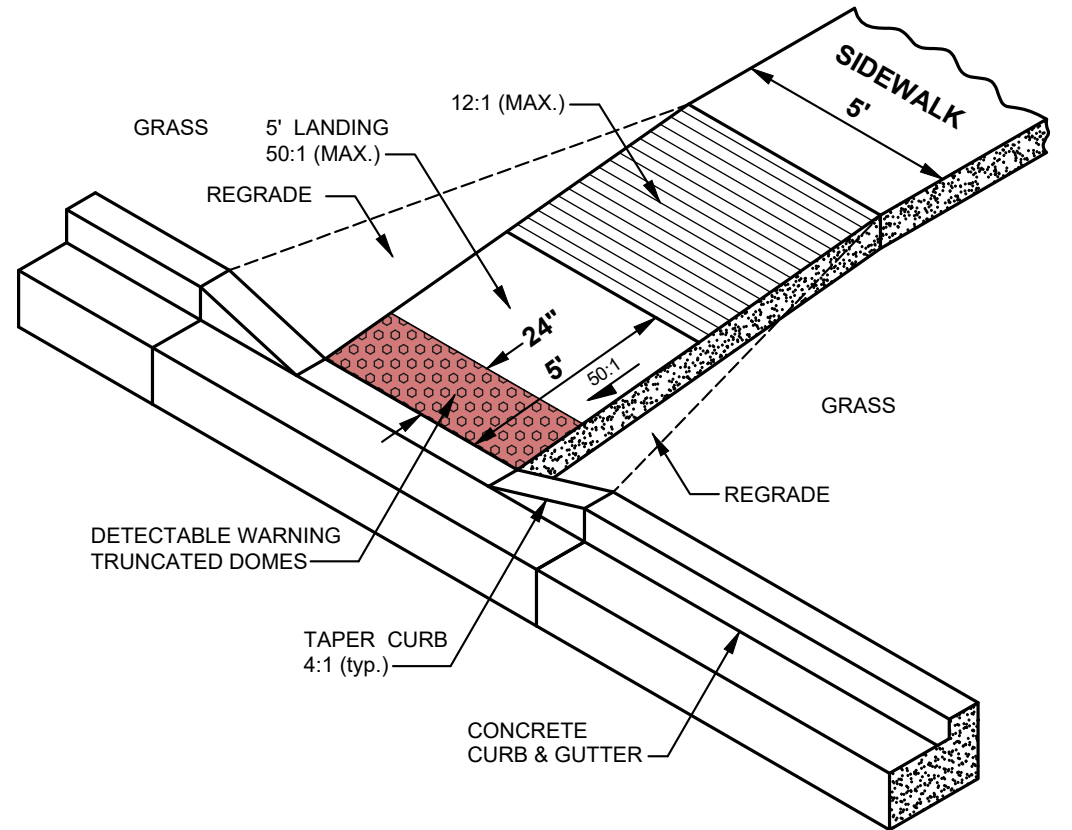 SIDEWALK
5'
12:1 (MAX.)
GRASS
5' LANDING
50:1 (MAX.)
REGRADE
24"
5'
50:1
GRASS
REGRADE
DETECTABLE WARNING
TRUNCATED DOMES
TAPER CURB
4:1 (typ.)
CONCRETE
CURB & GUTTER